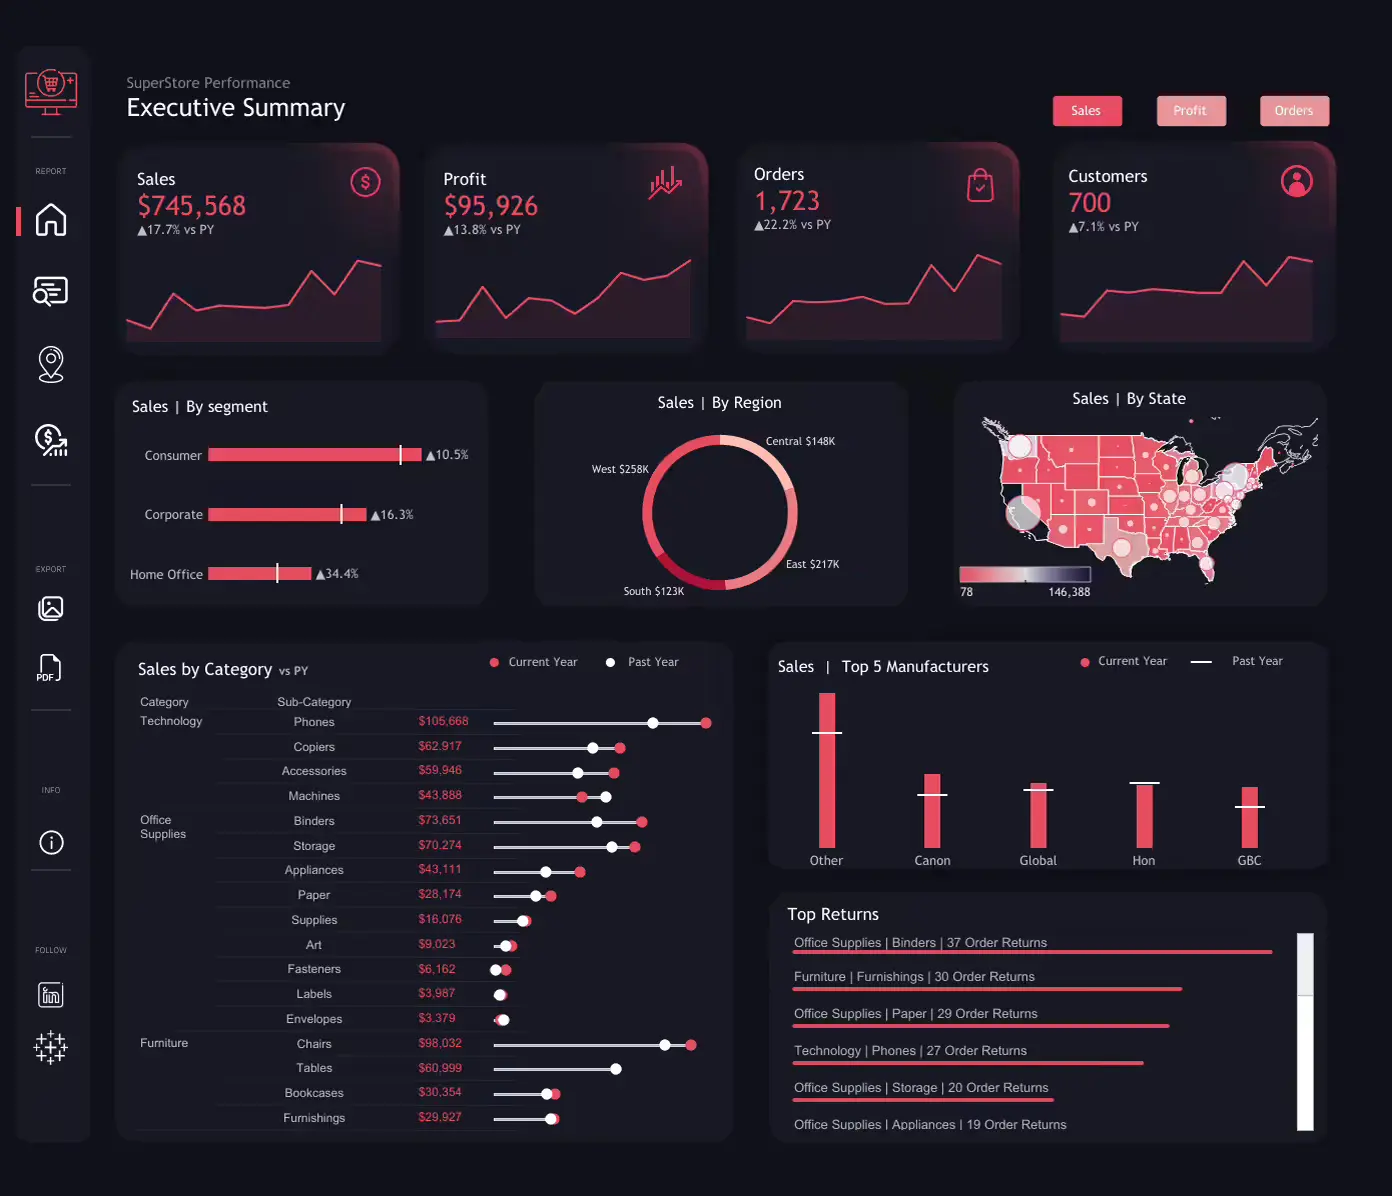 SuperStore Performance
Executive Summary
Sales
Profit
Orders
REPORT
EXPORT
PDF
INFO
FOLLOW
in
Sales
$745,568
▲17.7% vs PY
$
Profit
$95,926
▲13.8% vs PY
Orders
1,723
▲22.2% vs PY
Customers
700
▲7.1% vs PY
Sales | By segment
Consumer ▲10.5%
Corporate ▲16.3%
Home Office ▲34.4%
Sales | By Region
Central $148K
West $258K
East $217K
South $123K
Sales | By State
78 146,388
Sales by Category vs PY
Current Year Past Year
Category Sub-Category
Technology Phones $105,668
Copiers $62,917
Accessories $59,946
Machines $43,888
Office Supplies Binders $73,651
Storage $70,274
Appliances $43,111
Paper $28,174
Supplies $16,076
Art $9,023
Fasteners $6,162
Labels $3,987
Envelopes $3,379
Furniture Chairs $98,032
Tables $60,999
Bookcases $30,354
Furnishings $29,927
Sales | Top 5 Manufacturers
Current Year Past Year
Other Canon Global Hon GBC
Top Returns
Office Supplies | Binders | 37 Order Returns
Furniture | Furnishings | 30 Order Returns
Office Supplies | Paper | 29 Order Returns
Technology | Phones | 27 Order Returns
Office Supplies | Storage | 20 Order Returns
Office Supplies | Appliances | 19 Order Returns